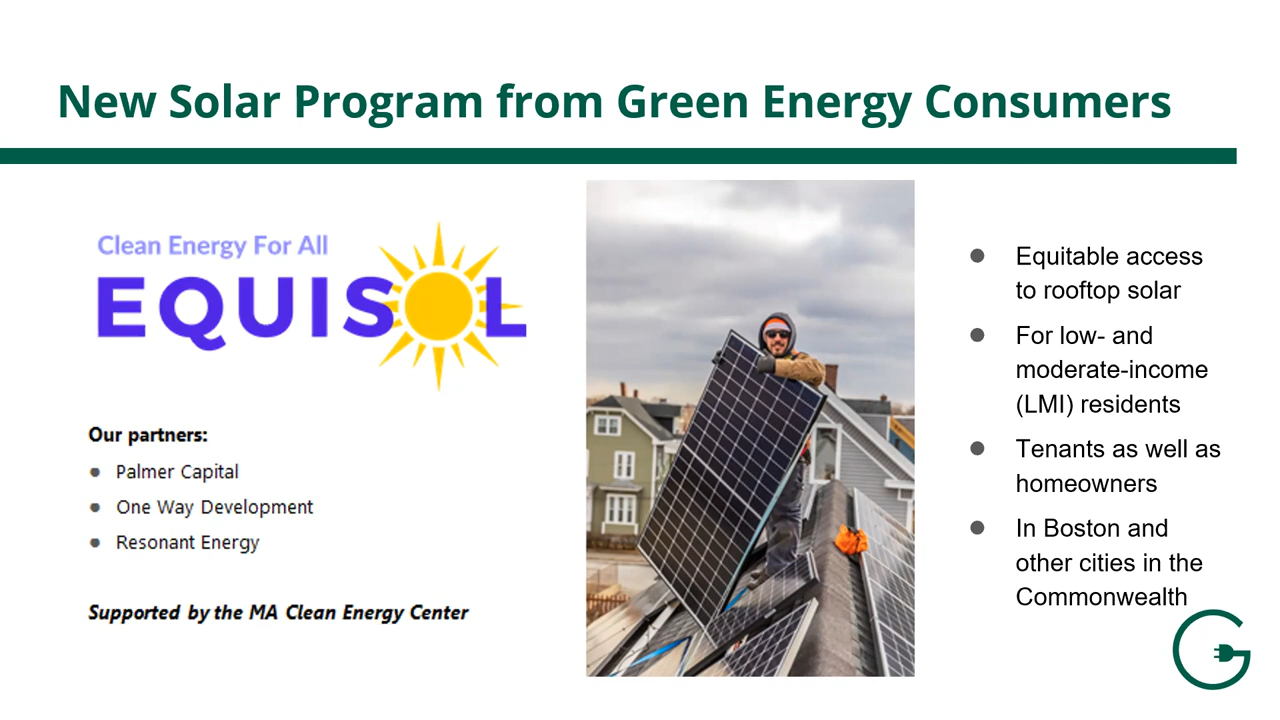 New Solar Program from Green Energy Consumers
Clean Energy For All
EQUISOL
Our partners:
• Palmer Capital
• One Way Development
• Resonant Energy
Supported by the MA Clean Energy Center
• Equitable access
to rooftop solar
• For low- and
moderate-income
(LMI) residents
• Tenants as well as
homeowners
• In Boston and
other cities in the
Commonwealth